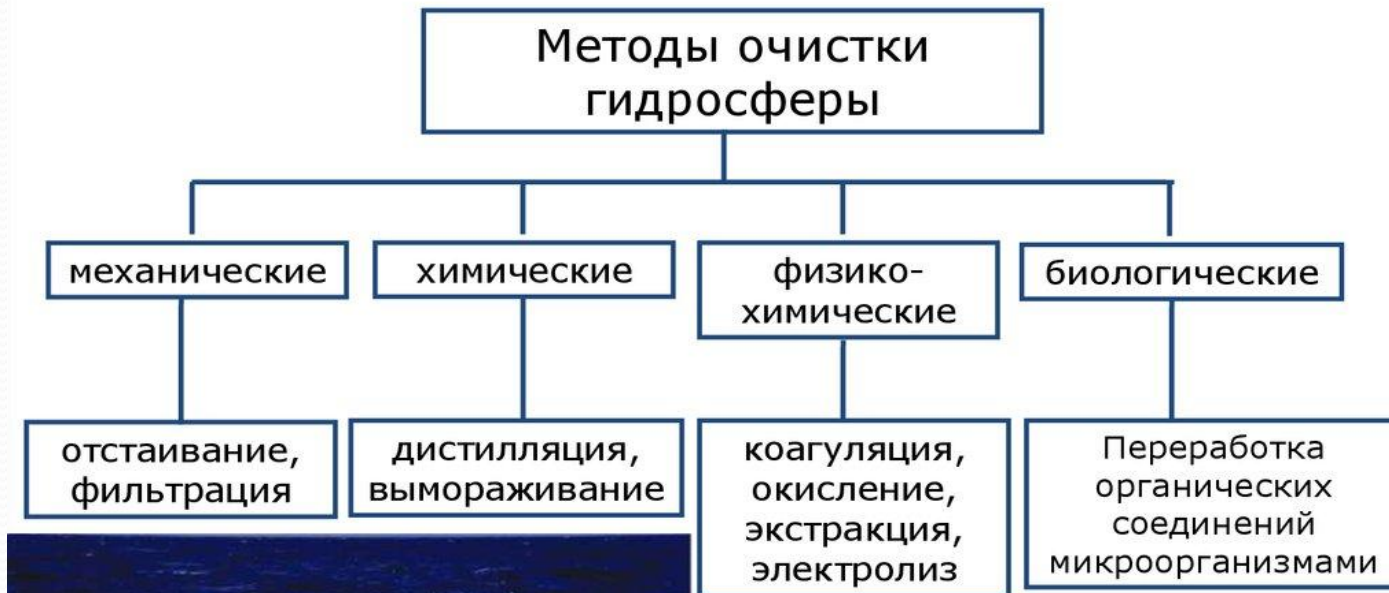 Методы очистки
гидросферы
механические
химические
физико-
химические
биологические
отстаивание,
фильтрация
дистилляция,
вымораживание
коагуляция,
окисление,
экстракция,
электролиз
Переработка
органических
соединений
микроорганизмами